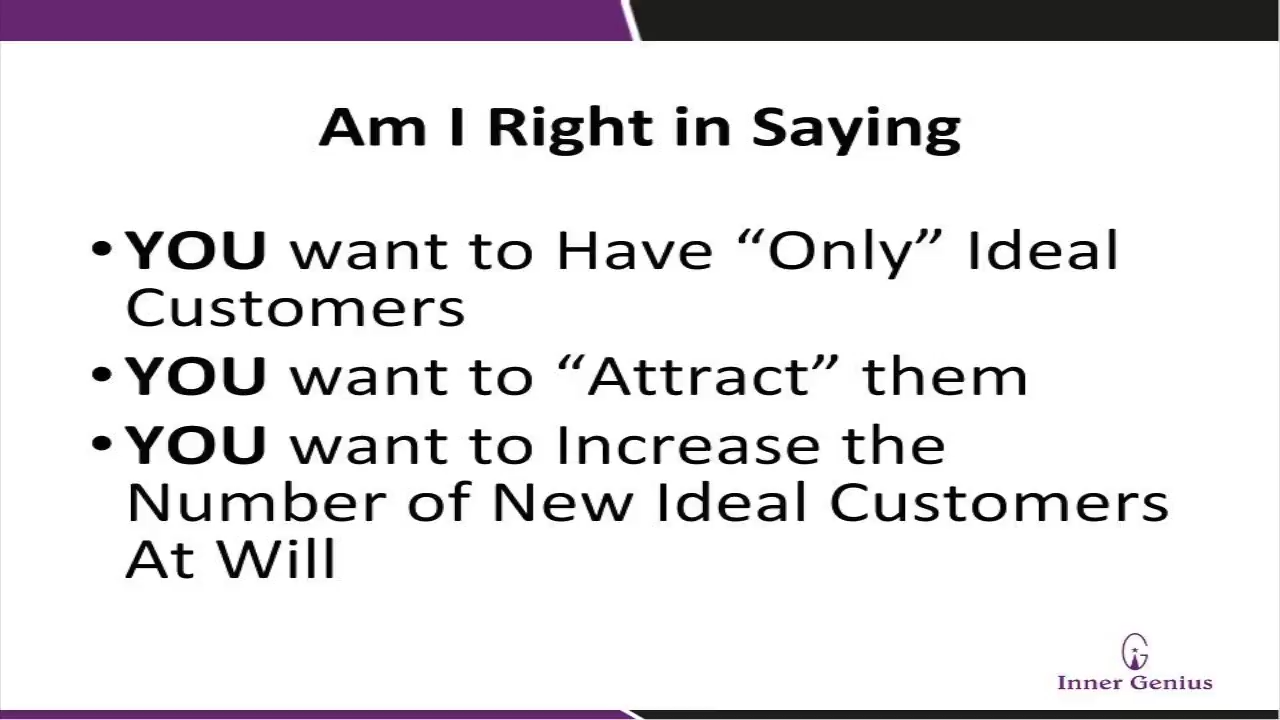 Am I Right in Saying
•YOU want to Have “Only” Ideal
Customers
•YOU want to “Attract” them
•YOU want to Increase the
Number of New Ideal Customers
At Will
Inner Genius